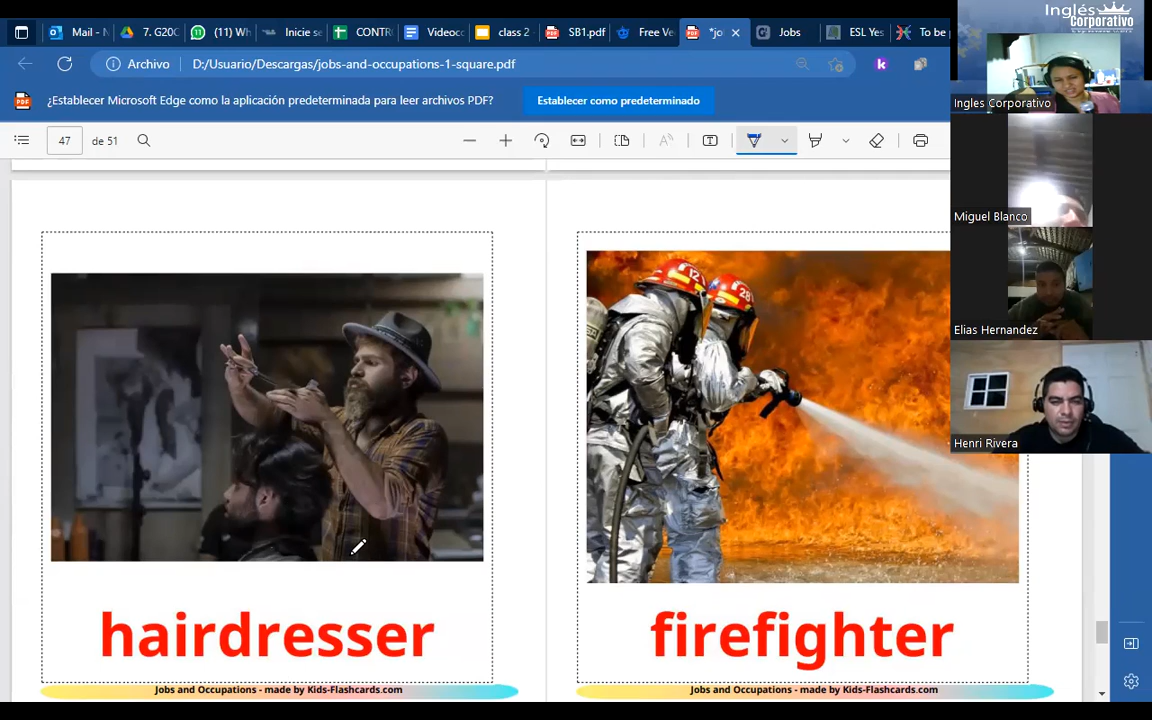 Mail -
7. G20C
(11) Wh
Inicie se
CONTR
Videoco
class 2
SB1.pdf
Free Ve
*jo
Jobs
ESL Yes
To be p
Archivo
D:/Usuario/Descargas/jobs-and-occupations-1-square.pdf
¿Establecer Microsoft Edge como la aplicación predeterminada para leer archivos PDF?
Establecer como predeterminado
47 de 51
Inglés
Corporativo
Ingles Corporativo
Miguel Blanco
Elias Hernandez
Henri Rivera
12
28
hairdresser
Jobs and Occupations - made by Kids-Flashcards.com
firefighter
Jobs and Occupations - made by Kids-Flashcards.com